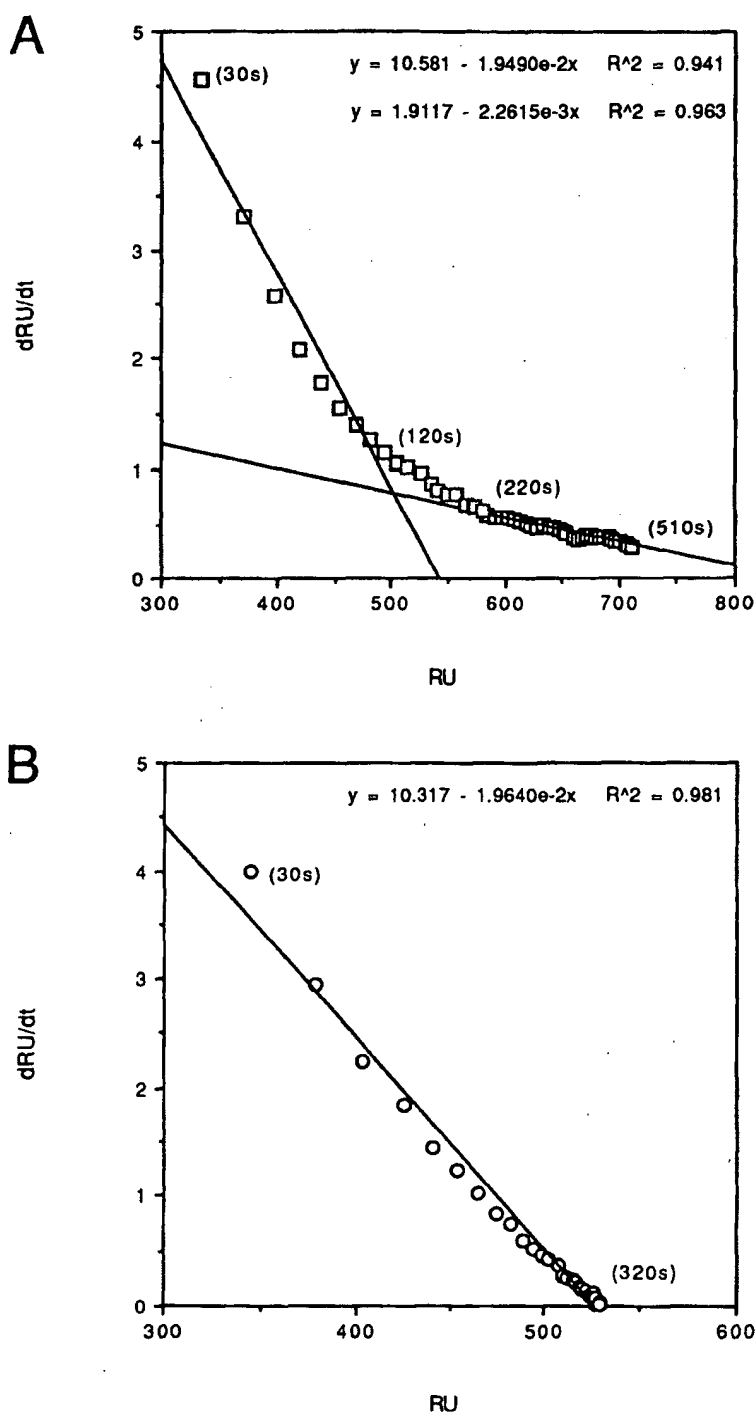 A
5
y = 10.581 - 1.9490e-2x R^2 = 0.941
(30s)
y = 1.9117 - 2.2615e-3x R^2 = 0.963
4
3
dRU/dt
2
(120s)
1
(220s)
(510s)
0
300 400 500 600 700 800
RU
B
5
y = 10.317 - 1.9640e-2x R^2 = 0.981
4
(30s)
3
dRU/dt
2
1
(320s)
0
300 400 500 600
RU